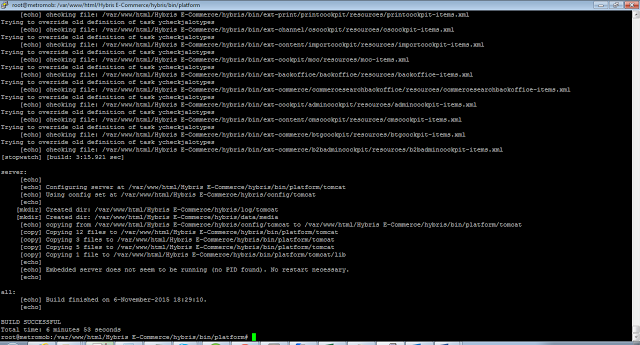 root@metromob: /var/www/html/Hybris E-Commerce/hybris/bin/platform
[echo] checking file: /var/www/html/Hybris E-Commerce/hybris/bin/ext-print/printcockpit/resources/printcockpit-items.xml
Trying to override old definition of task ycheckjalotypes
[echo] checking file: /var/www/html/Hybris E-Commerce/hybris/bin/ext-channel/cscockpit/resources/cscockpit-items.xml
Trying to override old definition of task ycheckjalotypes
[echo] checking file: /var/www/html/Hybris E-Commerce/hybris/bin/ext-content/importcockpit/resources/importcockpit-items.xml
Trying to override old definition of task ycheckjalotypes
[echo] checking file: /var/www/html/Hybris E-Commerce/hybris/bin/ext-cockpit/mcc/resources/mcc-items.xml
Trying to override old definition of task ycheckjalotypes
[echo] checking file: /var/www/html/Hybris E-Commerce/hybris/bin/ext-backoffice/backoffice/resources/backoffice-items.xml
Trying to override old definition of task ycheckjalotypes
[echo] checking file: /var/www/html/Hybris E-Commerce/hybris/bin/ext-commerce/commercesearchbackoffice/resources/commercesearchbackoffice-items.xml
Trying to override old definition of task ycheckjalotypes
[echo] checking file: /var/www/html/Hybris E-Commerce/hybris/bin/ext-cockpit/admincockpit/resources/admincockpit-items.xml
Trying to override old definition of task ycheckjalotypes
[echo] checking file: /var/www/html/Hybris E-Commerce/hybris/bin/ext-content/cmscockpit/resources/cmscockpit-items.xml
Trying to override old definition of task ycheckjalotypes
[echo] checking file: /var/www/html/Hybris E-Commerce/hybris/bin/ext-commerce/btgcockpit/resources/btgcockpit-items.xml
Trying to override old definition of task ycheckjalotypes
[echo] checking file: /var/www/html/Hybris E-Commerce/hybris/bin/ext-commerce/b2badmincockpit/resources/b2badmincockpit-items.xml
[stopwatch] [build: 3:15.921 sec]
server:
[echo]
[echo] Configuring server at /var/www/html/Hybris E-Commerce/hybris/bin/platform/tomcat
[echo] Using config set at /var/www/html/Hybris E-Commerce/hybris/config/tomcat
[echo]
[mkdir] Created dir: /var/www/html/Hybris E-Commerce/hybris/log/tomcat
[mkdir] Created dir: /var/www/html/Hybris E-Commerce/hybris/data/media
[echo] copying from /var/www/html/Hybris E-Commerce/hybris/config/tomcat to /var/www/html/Hybris E-Commerce/hybris/bin/platform/tomcat
[copy] Copying 12 files to /var/www/html/Hybris E-Commerce/hybris/bin/platform/tomcat
[copy] Copying 3 files to /var/www/html/Hybris E-Commerce/hybris/bin/platform/tomcat
[copy] Copying 5 files to /var/www/html/Hybris E-Commerce/hybris/bin/platform/tomcat
[copy] Copying 1 file to /var/www/html/Hybris E-Commerce/hybris/bin/platform/tomcat/lib
[echo]
[echo] Embedded server does not seem to be running (no PID found). No restart necessary.
[echo]
all:
[echo] Build finished on 6-November-2015 18:29:10.
[echo]
BUILD SUCCESSFUL
Total time: 6 minutes 53 seconds
root@metromob:/var/www/html/Hybris E-Commerce/hybris/bin/platform#